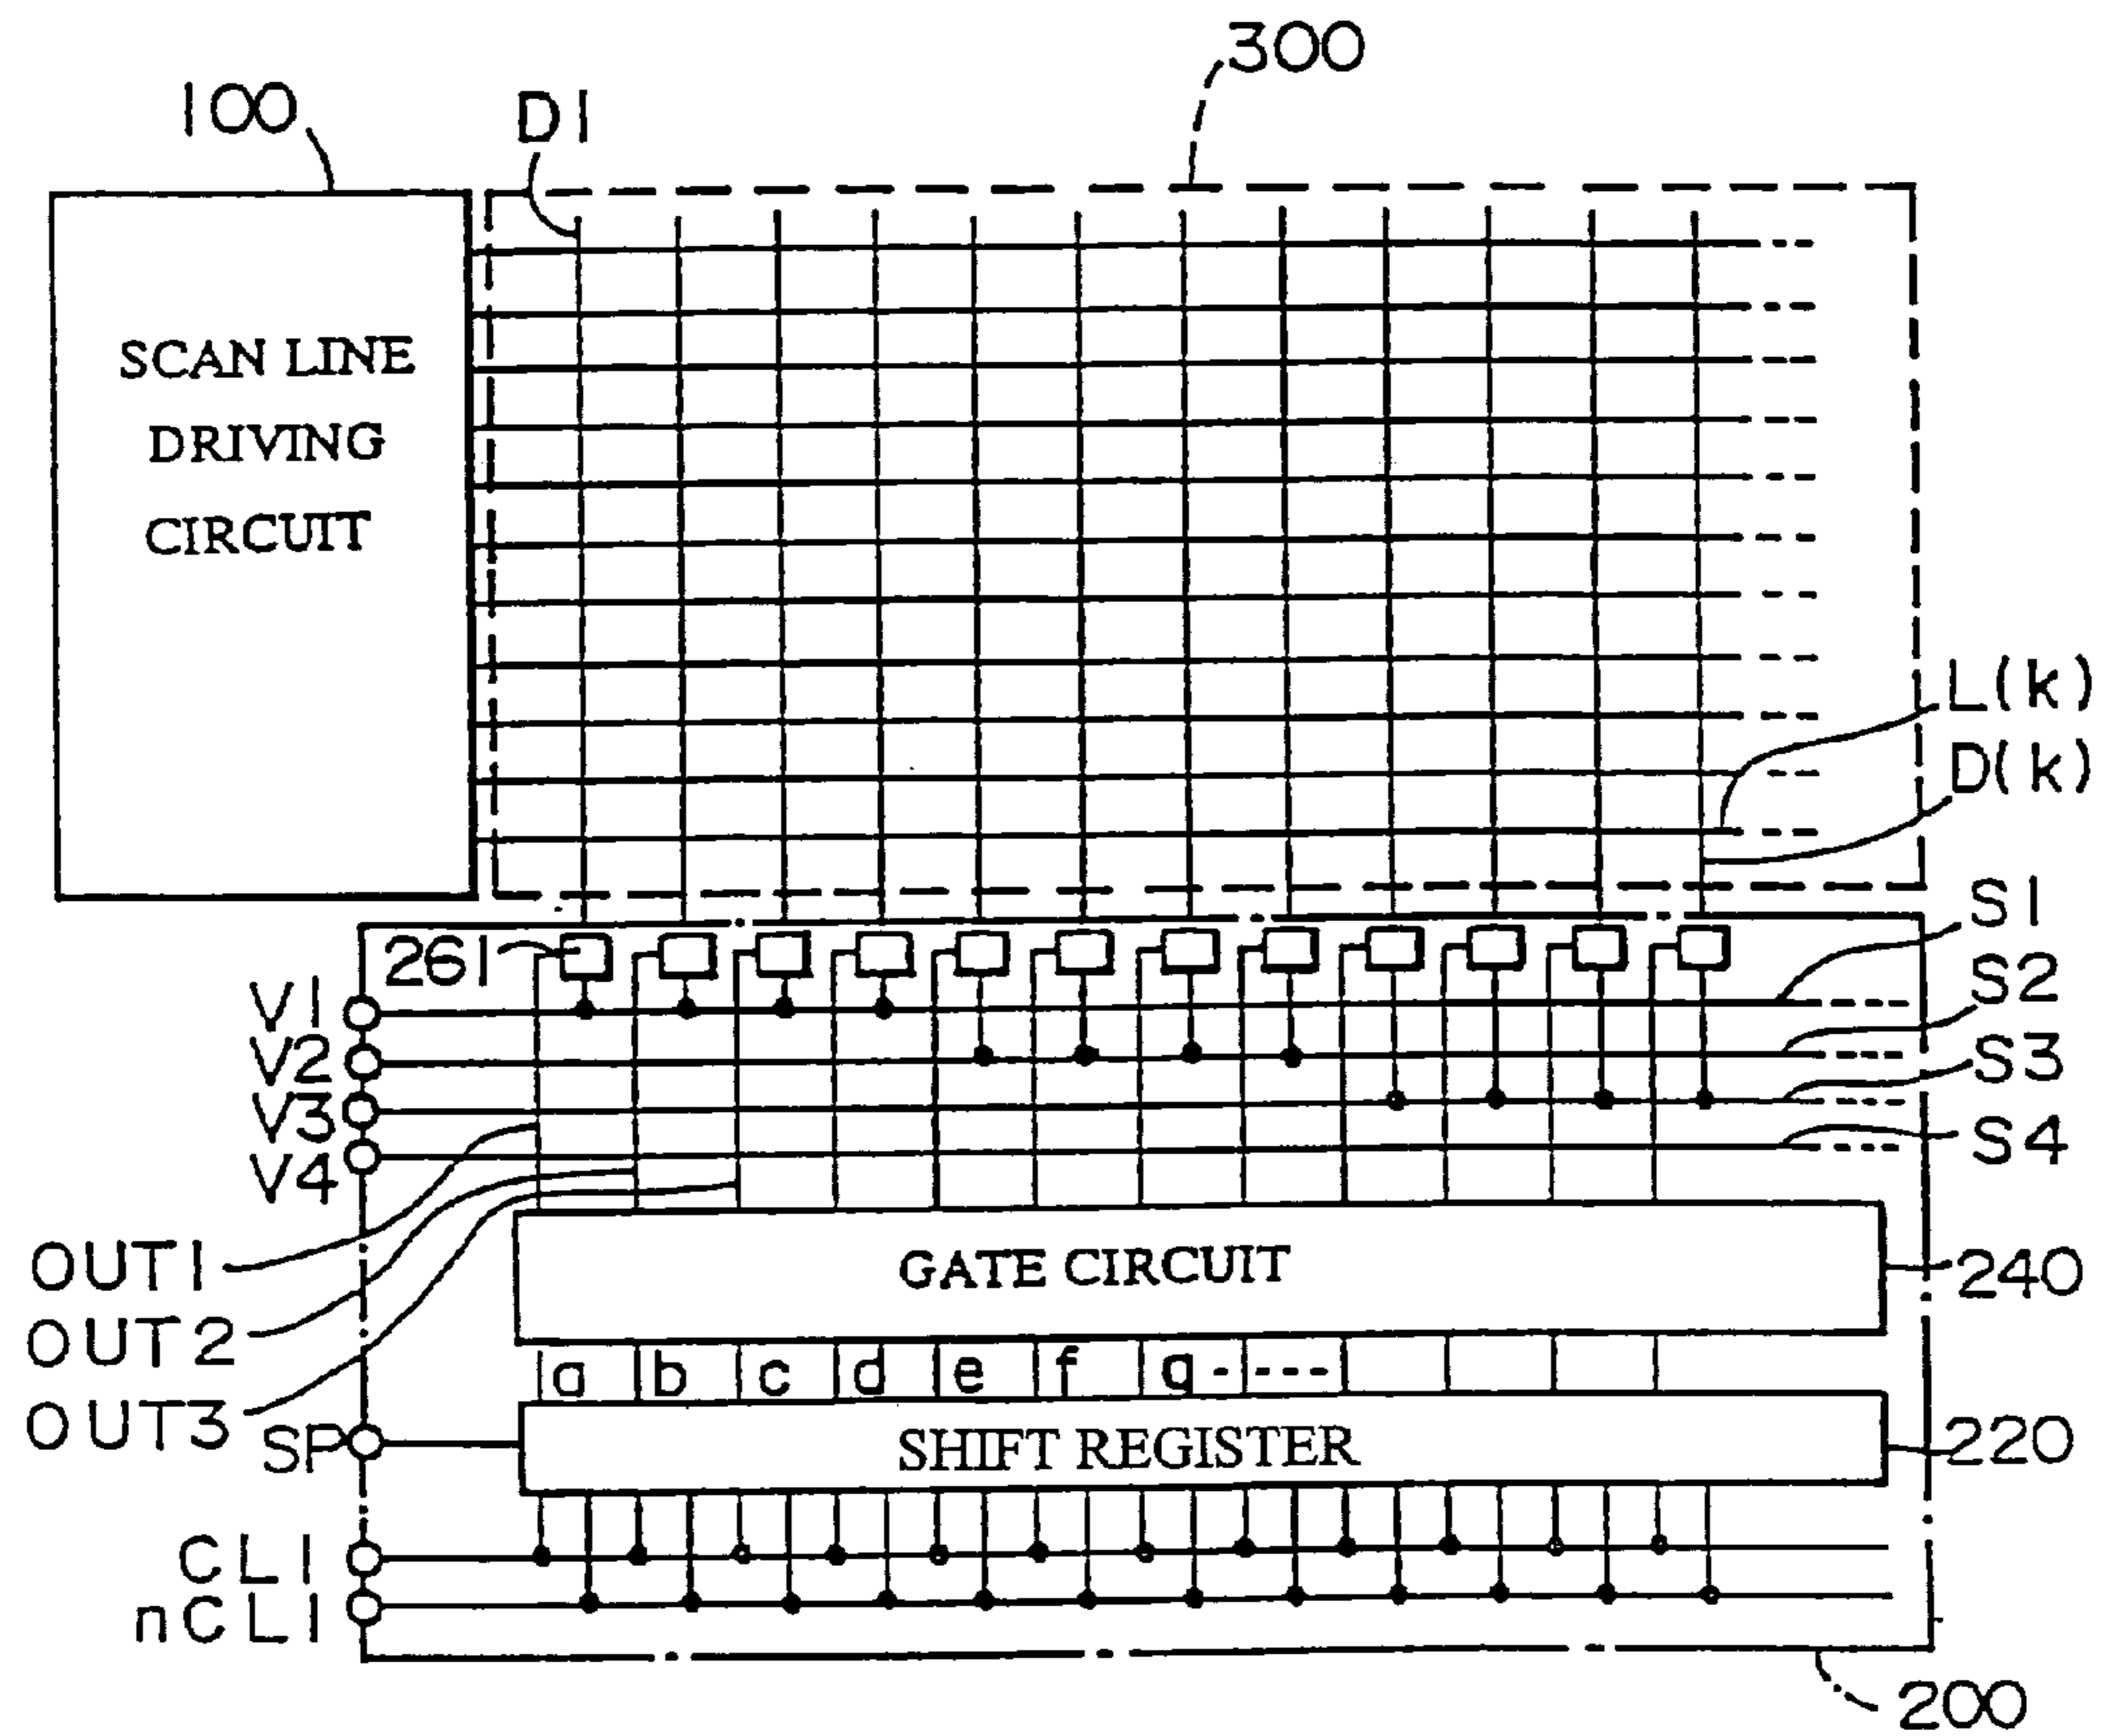 300
100
D1
SCAN LINE
DRIVING
CIRCUIT
L(k)
D(k)
S1
261
V1
S2
V2
S3
V3
S4
V4
OUT1
GATE CIRCUIT
240
OUT2
a b c d e f g ----
OUT3
SP
SHIFT REGISTER
220
CL1
nCL1
200